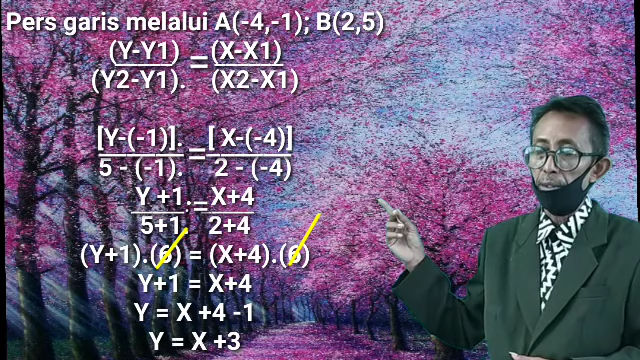 Pers garis melalui A(-4,-1); B(2,5)
(Y-Y1) = (X-X1)
(Y2-Y1). (X2-X1)
[Y-(-1)]. = [ X-(-4)]
5 - (-1). 2 - (-4)
Y +1. = X+4
5+1. 2+4
(Y+1).(6) = (X+4).(6)
Y+1 = X+4
Y = X +4 -1
Y = X +3